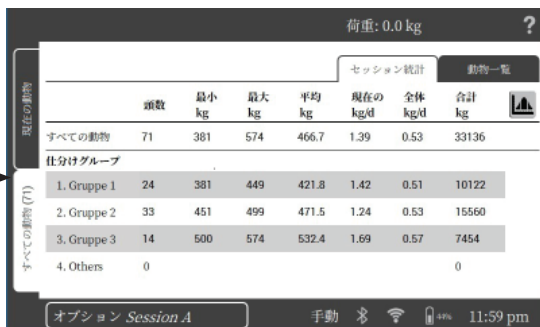 荷重: 0.0 kg ?
セッション統計 動物一覧
現在の動物
すべての動物 (71)
頭数 最小 kg 最大 kg 平均 kg 現在の kg/d 全体 kg/d 合計 kg
すべての動物 71 381 574 466.7 1.39 0.53 33136
仕分けグループ
1. Gruppe 1 24 381 449 421.8 1.42 0.51 10122
2. Gruppe 2 33 451 499 471.5 1.24 0.53 15560
3. Gruppe 3 14 500 574 532.4 1.69 0.57 7454
4. Others 0 0
オプション Session A 手動 44% 11:59 pm